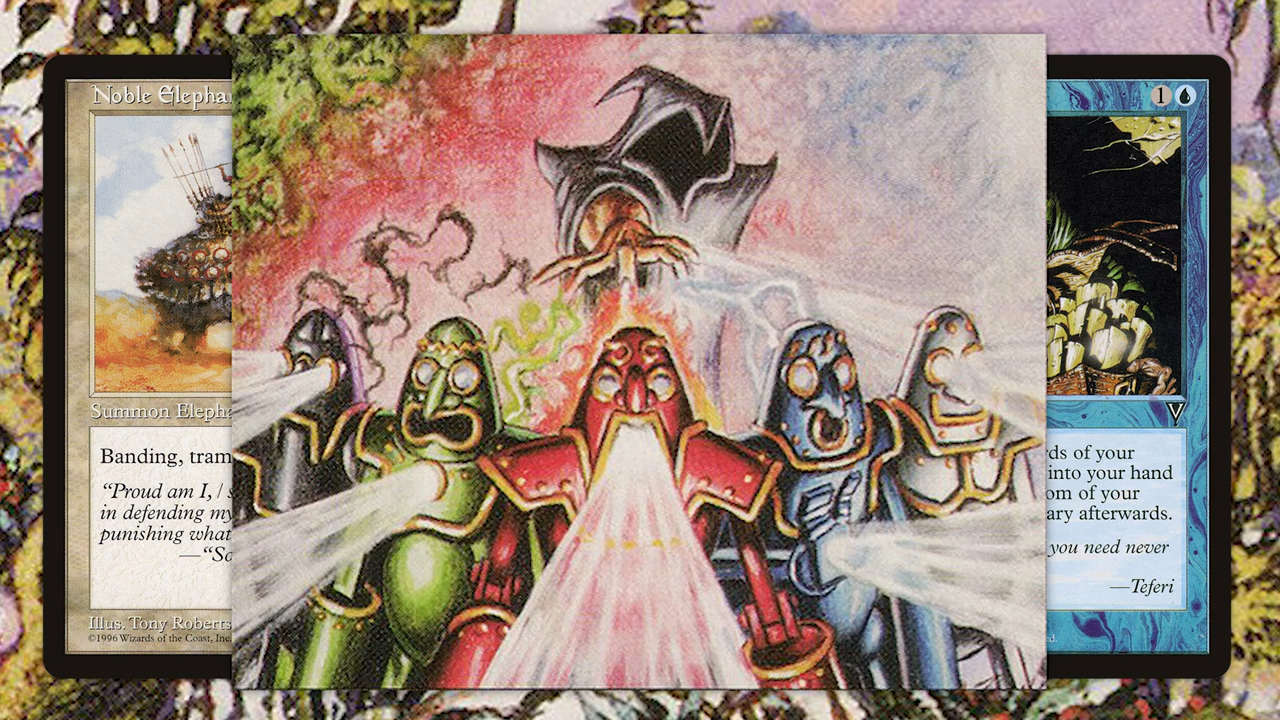 Noble Elepha
Summon Elepha
Banding, tram
“Proud am I, / s
in defending my
punishing what
—“So
Illus. Tony Roberts
©1996 Wizards of the Coast, Inc.
1
V
ds of your
into your hand
om of your
ary afterwards.
you need never
—Teferi
ed.